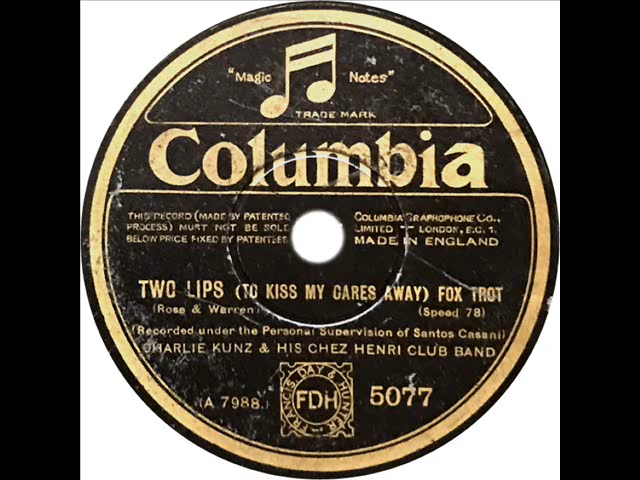 "Magic Notes"
TRADE MARK
Columbia
THIS RECORD (MADE BY PATENTED
PROCESS) MUST NOT BE SOLD
BELOW PRICE FIXED BY PATENTEES
COLUMBIA GRAPHOPHONE CO.,
LIMITED — LONDON, E.C. 1.
MADE IN ENGLAND
TWO LIPS (TO KISS MY CARES AWAY) FOX TROT
(Rose & Warren) (Speed 78)
(Recorded under the Personal Supervision of Santos Casani)
CHARLIE KUNZ & HIS CHEZ HENRI CLUB BAND
(A 7988.)
FRANCIS, DAY & HUNTER
FDH
5077